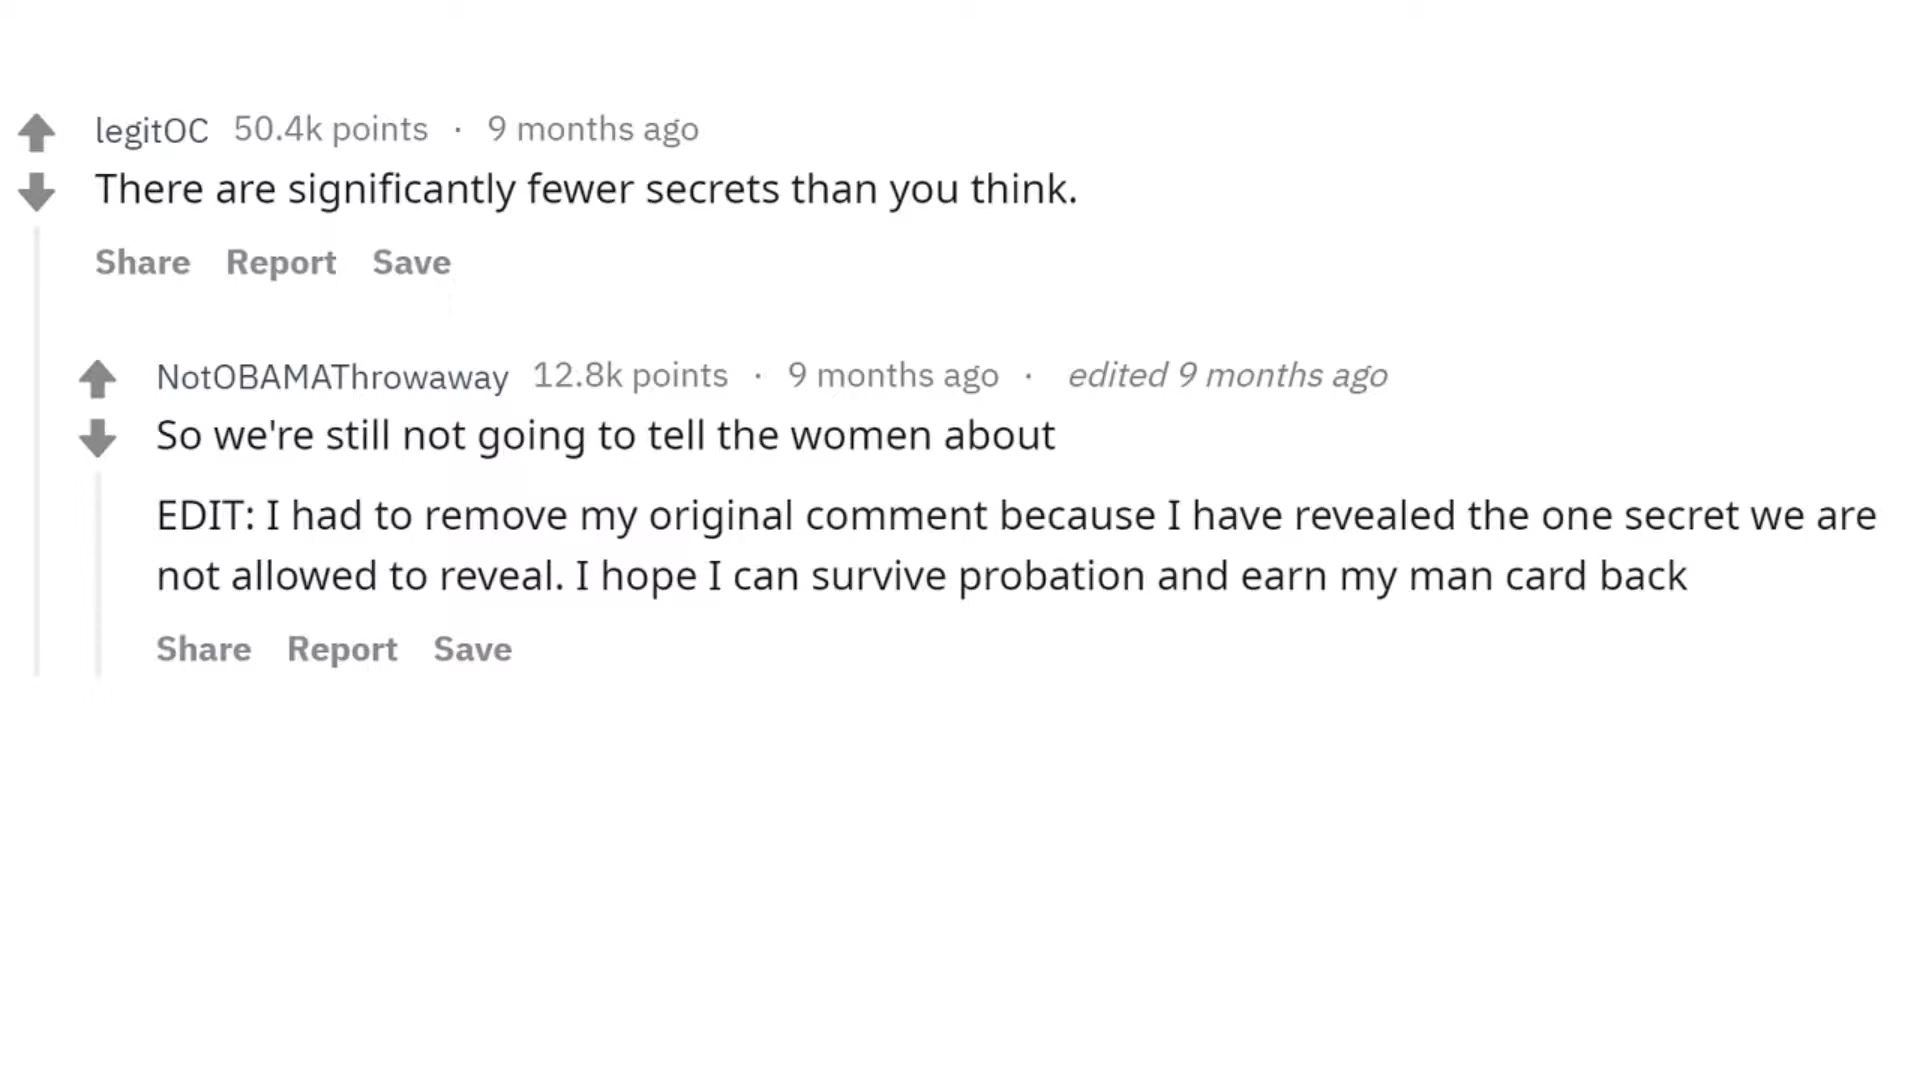 legitOC 50.4k points · 9 months ago
There are significantly fewer secrets than you think.
Share Report Save
NotOBAMAThrowaway 12.8k points · 9 months ago · edited 9 months ago
So we're still not going to tell the women about
EDIT: I had to remove my original comment because I have revealed the one secret we are
not allowed to reveal. I hope I can survive probation and earn my man card back
Share Report Save